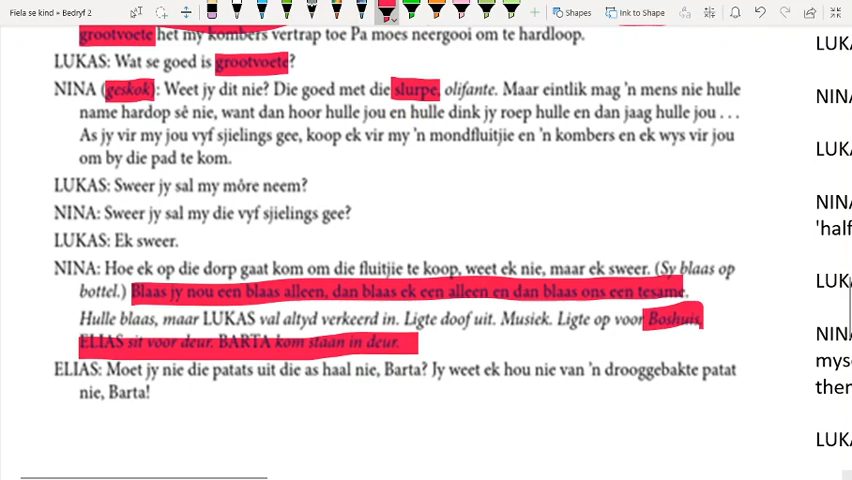 Fiela se kind » Bedryf 2
Shapes
Ink to Shape
grootvoete het my kombers vertrap toe Pa moes neergooi om te hardloop.
LUKAS: Wat se goed is grootvoete?
NINA (geskok): Weet jy dit nie? Die goed met die slurpe, olifante. Maar eintlik mag 'n mens nie hulle
name hardop sê nie, want dan hoor hulle jou en hulle dink jy roep hulle en dan jaag hulle jou . . .
As jy vir my jou vyf sjielings gee, koop ek vir my 'n mondfluitjie en 'n kombers en ek wys vir jou
om by die pad te kom.
LUKAS: Sweer jy sal my môre neem?
NINA: Sweer jy sal my die vyf sjielings gee?
LUKAS: Ek sweer.
NINA: Hoe ek op die dorp gaat kom om die fluitjie te koop, weet ek nie, maar ek sweer. (Sy blaas op
bottel.) Blaas jy nou een blaas alleen, dan blaas ek een alleen en dan blaas ons een tesame.
Hulle blaas, maar LUKAS val altyd verkeerd in. Ligte doof uit. Musiek. Ligte op voor Boshuis,
ELIAS sit voor deur. BARTA kom staan in deur.
ELIAS: Moet jy nie die patats uit die as haal nie, Barta? Jy weet ek hou nie van 'n drooggebakte patat
nie, Barta!
LUKA
NINA
LUKA
NINA
'half
LUKA
NINA
myse
then
LUKA